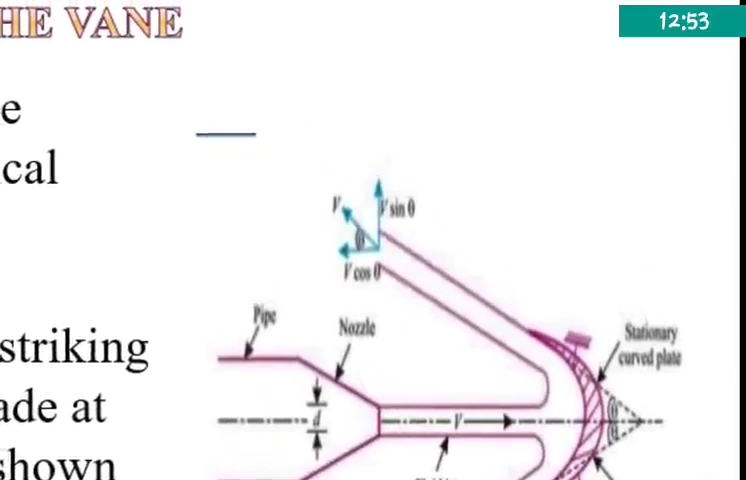 HE VANE
12:53
e
cal
V
V sin θ
θ
V cos θ
Pipe
Nozzle
Stationary
curved plate
striking
ade at
d
V
θ
θ
shown